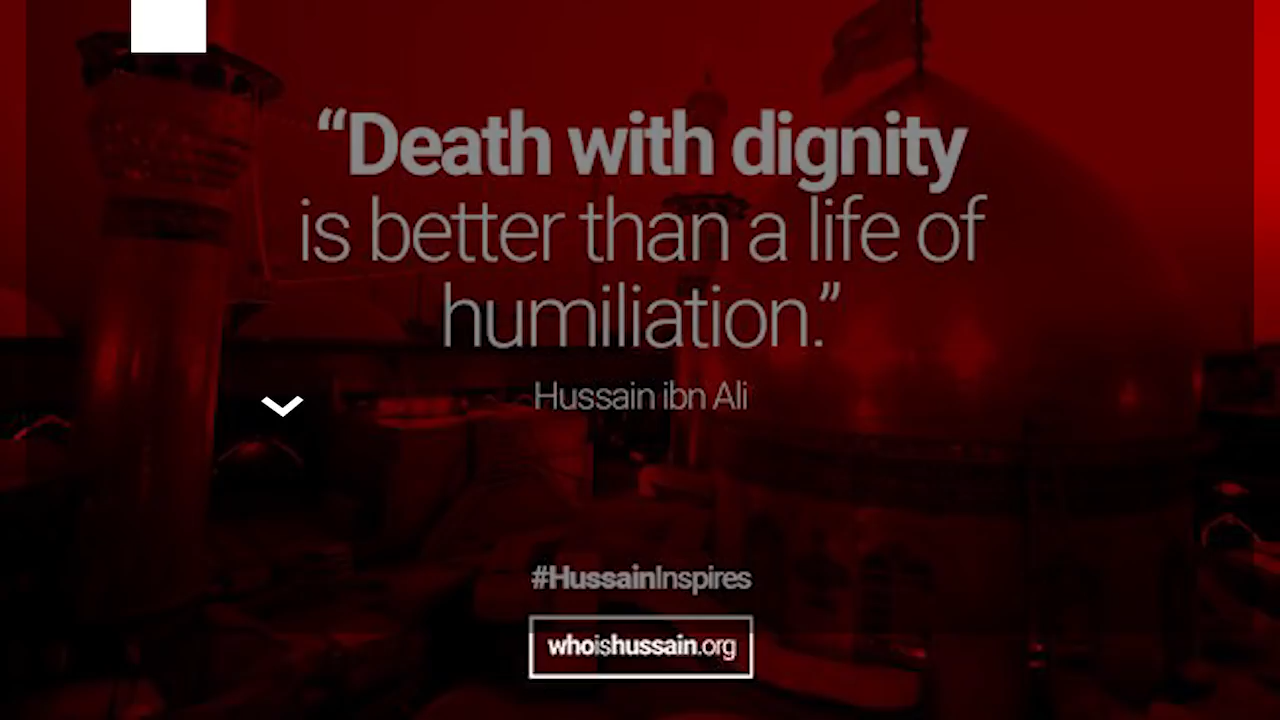 “Death with dignity
is better than a life of
humiliation.”
Hussain ibn Ali
#HussainInspires
whoishussain.org